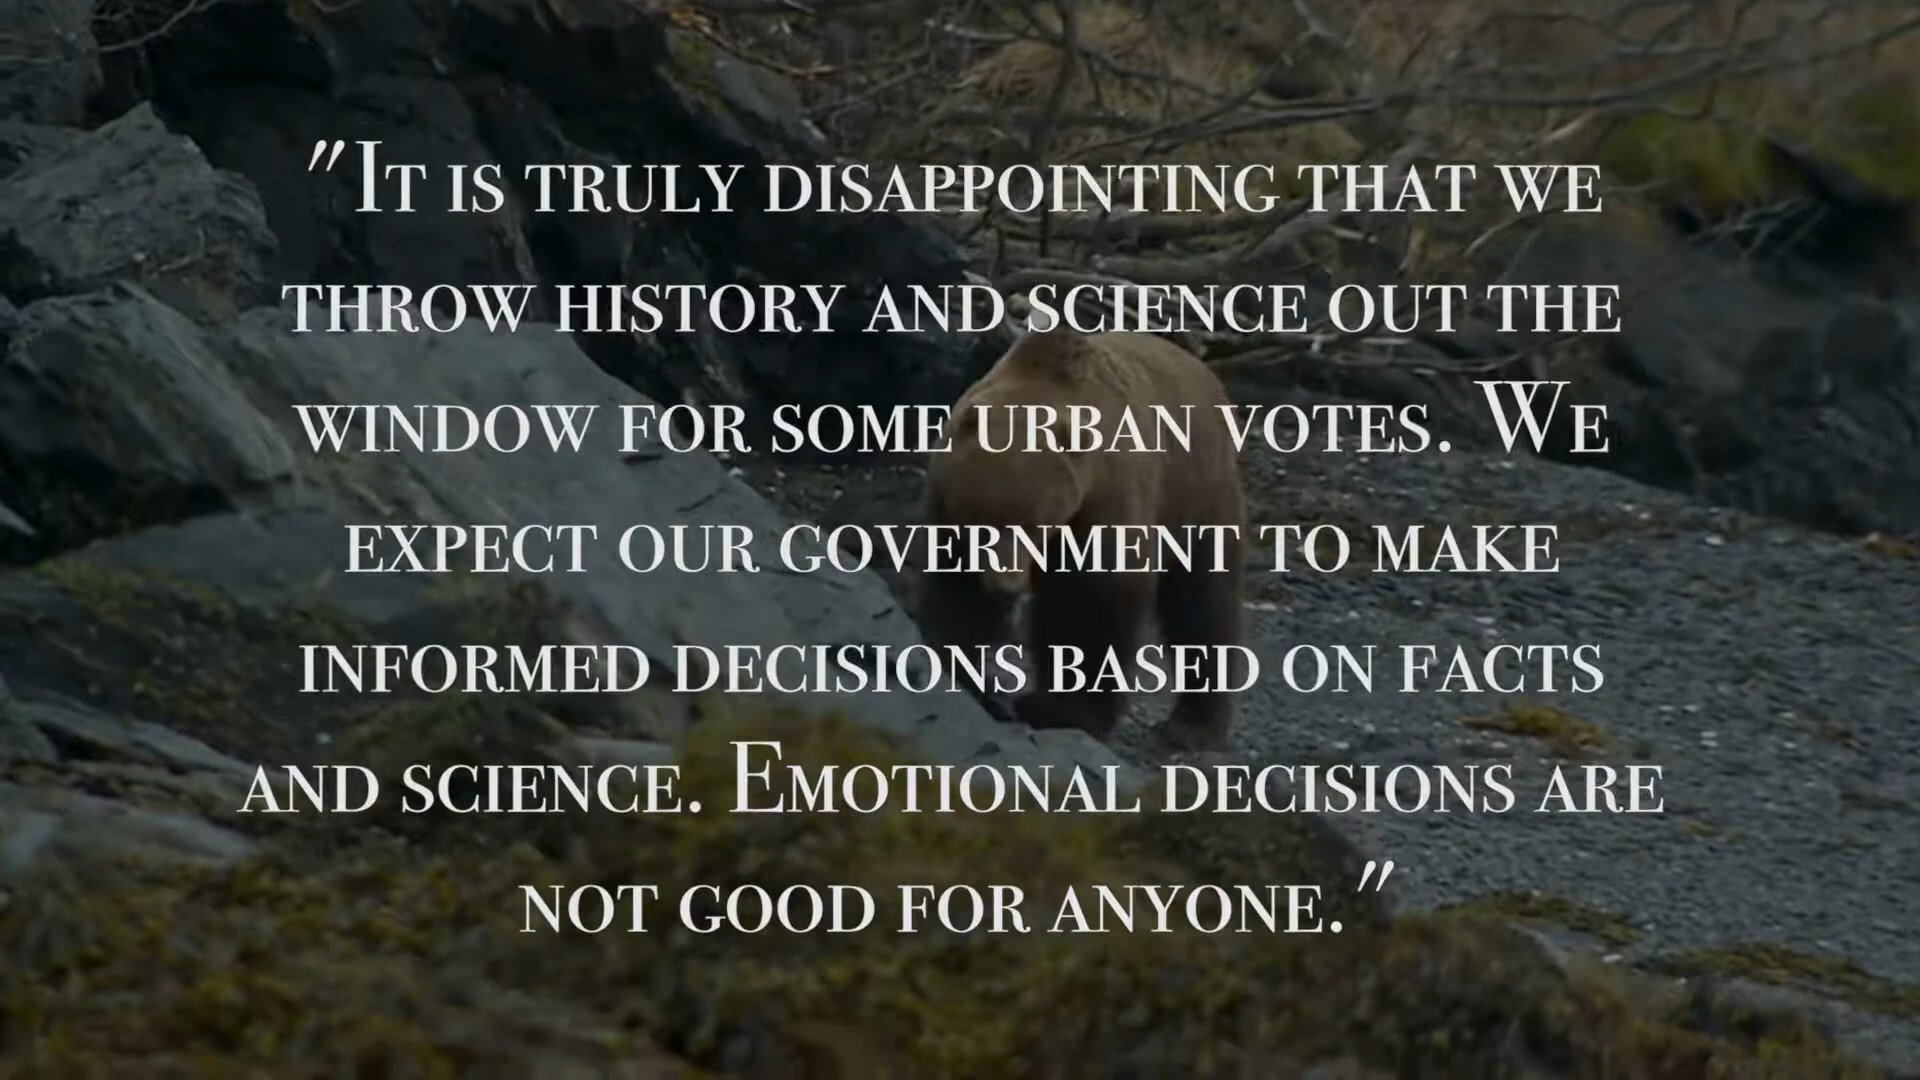 "It is truly disappointing that we
throw history and science out the
window for some urban votes. We
expect our government to make
informed decisions based on facts
and science. Emotional decisions are
not good for anyone."